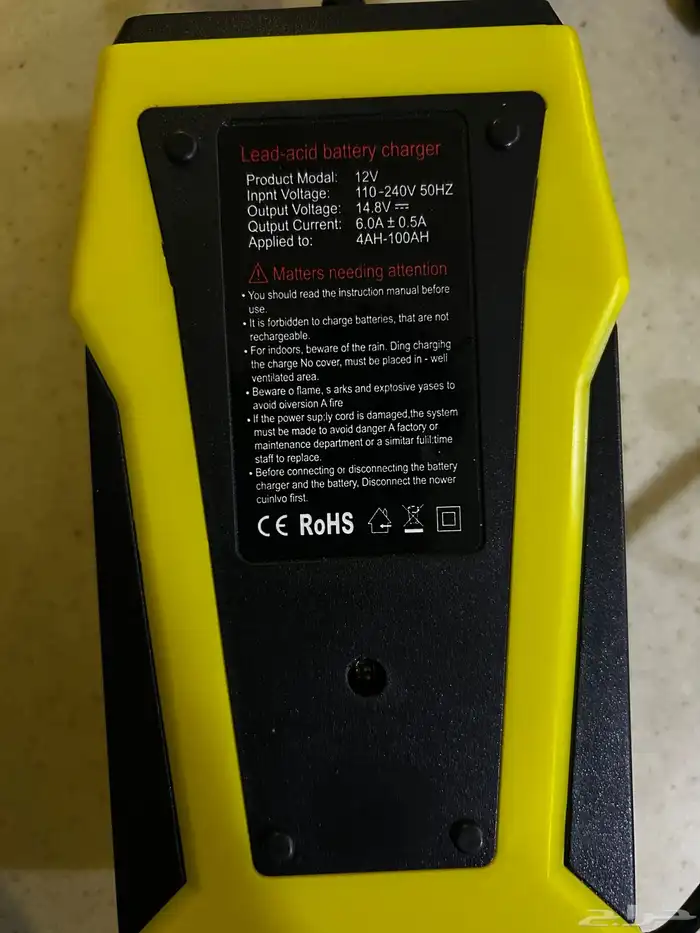 Lead-acid battery charger
Product Modal: 12V
Inpnt Voltage: 110-240V 50HZ
Output Voltage: 14.8V ⎓
Qutput Current: 6.0A ± 0.5A
Applied to: 4AH-100AH
⚠ Matters needing attention
• You should read the instruction manual before
use.
• It is forbidden to charge batteries, that are not
rechargeable.
• For indoors, beware of the rain. Ding charging
the charge No cover, must be placed in - well
ventilated area.
• Beware o flame, s arks and exptosive yases to
avoid oiversion A fire
• If the power sup:ly cord is damaged,the system
must be made to avoid danger A factory or
maintenance department or a simitar fulil:time
staff to replace.
• Before connecting or disconnecting the battery
charger and the battery, Disconnect the nower
cuinlvo first.
CE RoHS
حراج